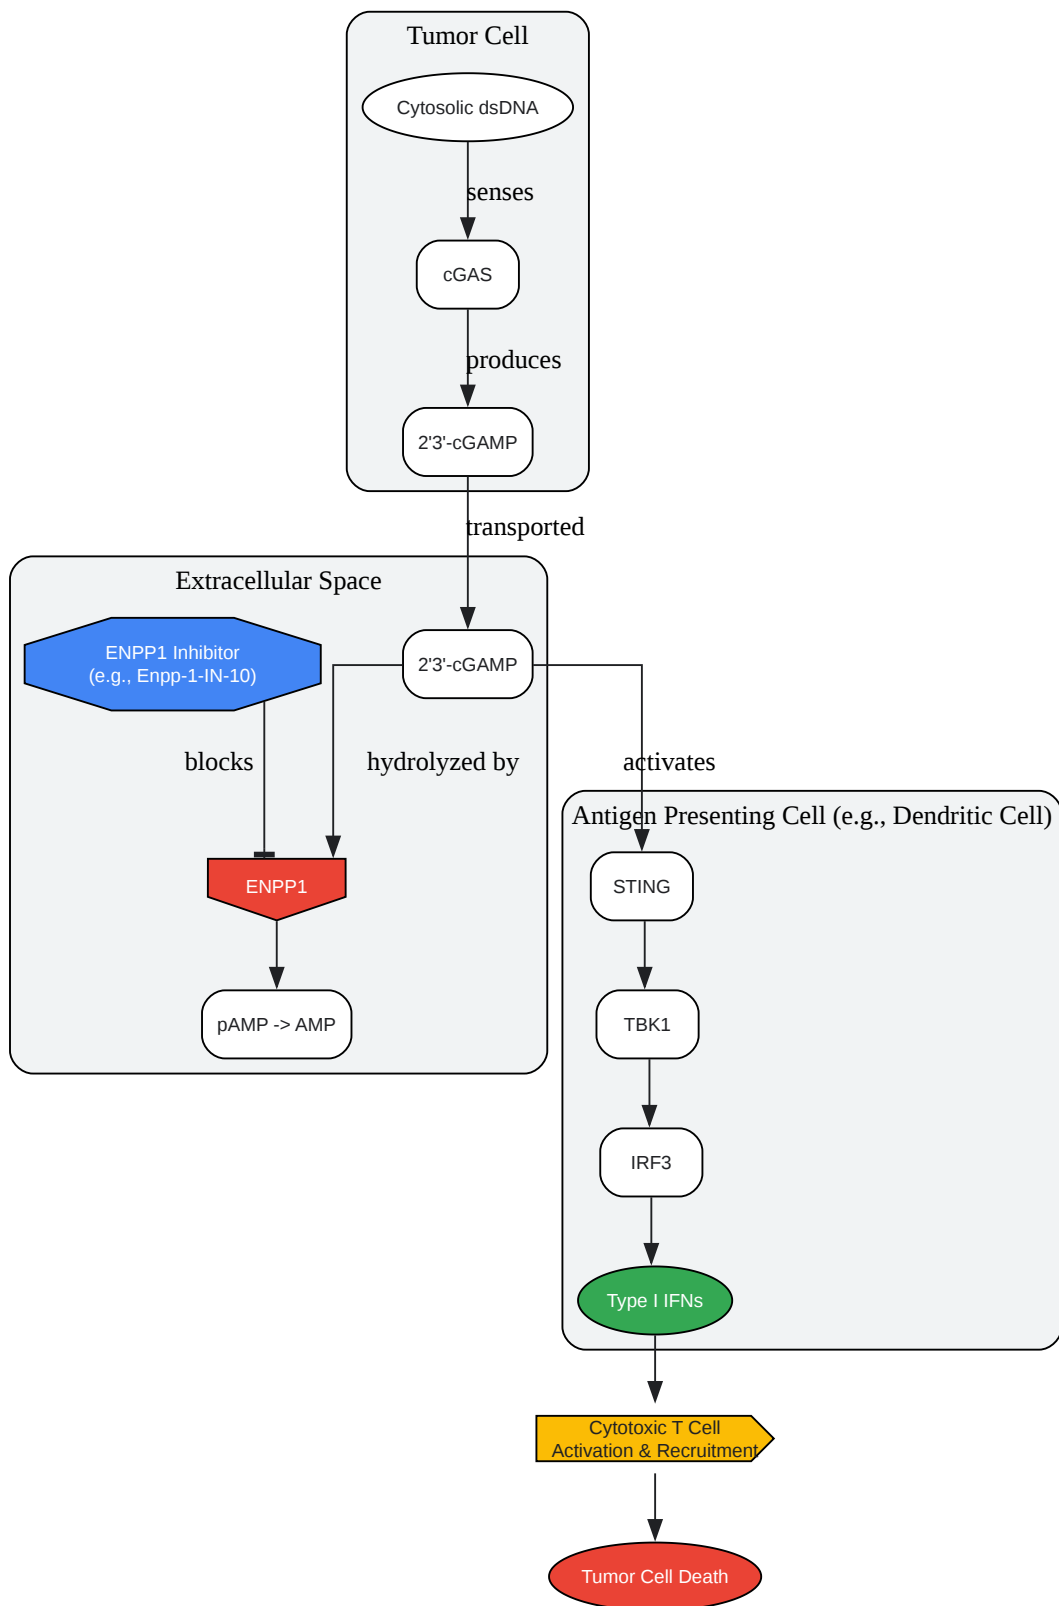 Tumor Cell
Cytosolic dsDNA
senses
cGAS
produces
2'3'-cGAMP
transported
Extracellular Space
ENPP1 Inhibitor
(e.g., Enpp-1-IN-10)
2'3'-cGAMP
blocks
hydrolyzed by
activates
Antigen Presenting Cell (e.g., Dendritic Cell)
ENPP1
STING
pAMP -> AMP
TBK1
IRF3
Type I IFNs
Cytotoxic T Cell
Activation & Recruitment
Tumor Cell Death